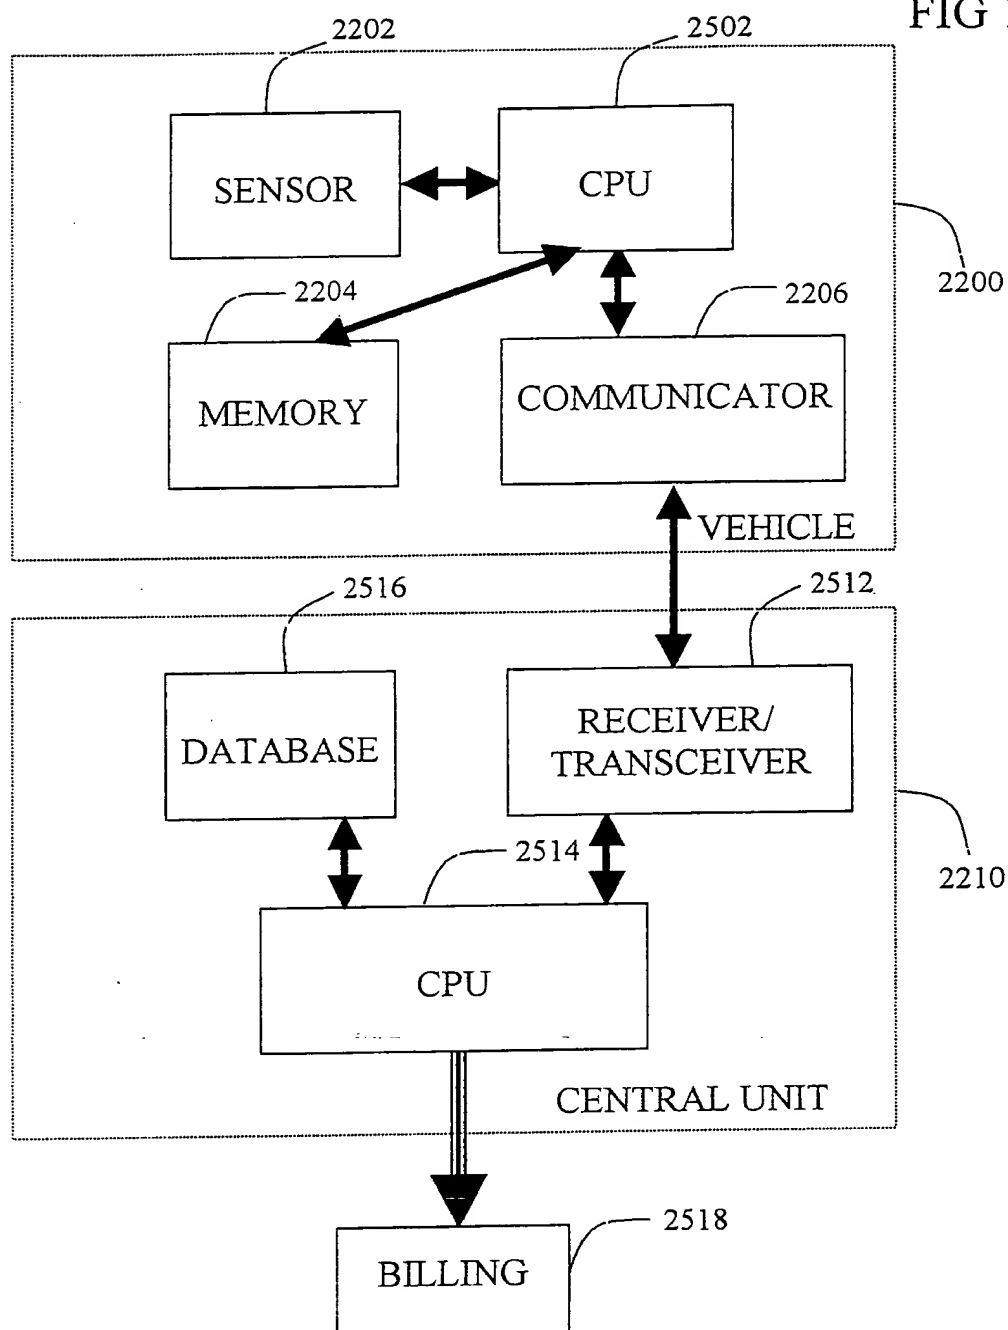 FIG
2202
2502
SENSOR
CPU
2200
2204
2206
MEMORY
COMMUNICATOR
VEHICLE
2516
2512
DATABASE
RECEIVER/
TRANSCEIVER
2514
2210
CPU
CENTRAL UNIT
2518
BILLING